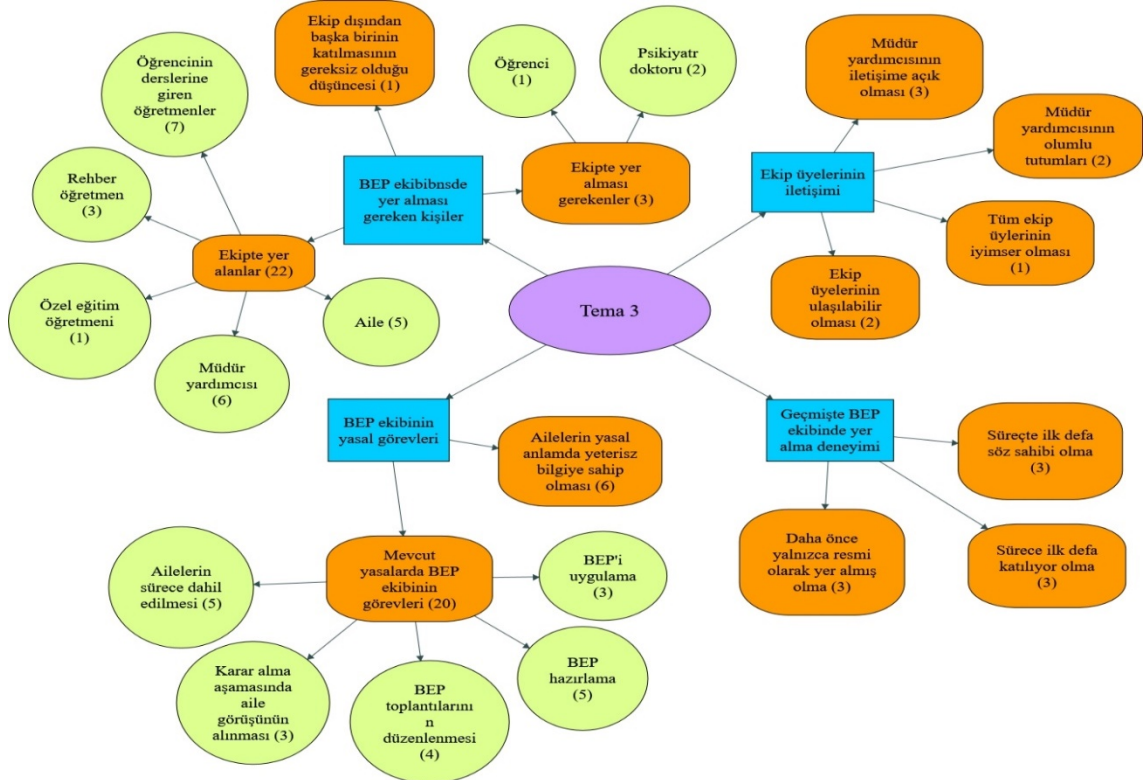 Ekip dışından
başka birinin
katılmasının
gereksiz olduğu
düşüncesi (1)
Öğrencinin
derslerine
giren
öğretmenler
(7)
Rehber
öğretmen
(3)
Özel eğitim
öğretmeni
(1)
Müdür
yardımcısı
(6)
Aile (5)
Ekipte yer
alanlar (22)
BEP ekibibnsde
yer alması
gereken kişiler
Öğrenci
(1)
Psikiyatr
doktoru (2)
Ekipte yer
alması
gerekenler (3)
Müdür
yardımcısının
iletişime açık
olması (3)
Müdür
yardımcısının
olumlu
tutumları (2)
Ekip üyelerinin
iletişimi
Tüm ekip
üylerinin
iyimser olması
(1)
Ekip
üyelerinin
ulaşılabilir
olması (2)
Tema 3
BEP ekibinin
yasal görevleri
Ailelerin yasal
anlamda yeterisz
bilgiye sahip
olması (6)
Mevcut
yasalarda BEP
ekibinin
görevleri (20)
Ailelerin
sürece dahil
edilmesi (5)
Karar alma
aşamasında
aile
görüşünün
alınması (3)
BEP
toplantılarını
n
düzenlenmesi
(4)
BEP
hazırlama
(5)
BEP'i
uygulama
(3)
Geçmişte BEP
ekibinde yer
alma deneyimi
Süreçte ilk defa
söz sahibi olma
(3)
Sürece ilk defa
katılıyor olma
(3)
Daha önce
yalnızca resmi
olarak yer almış
olma (3)